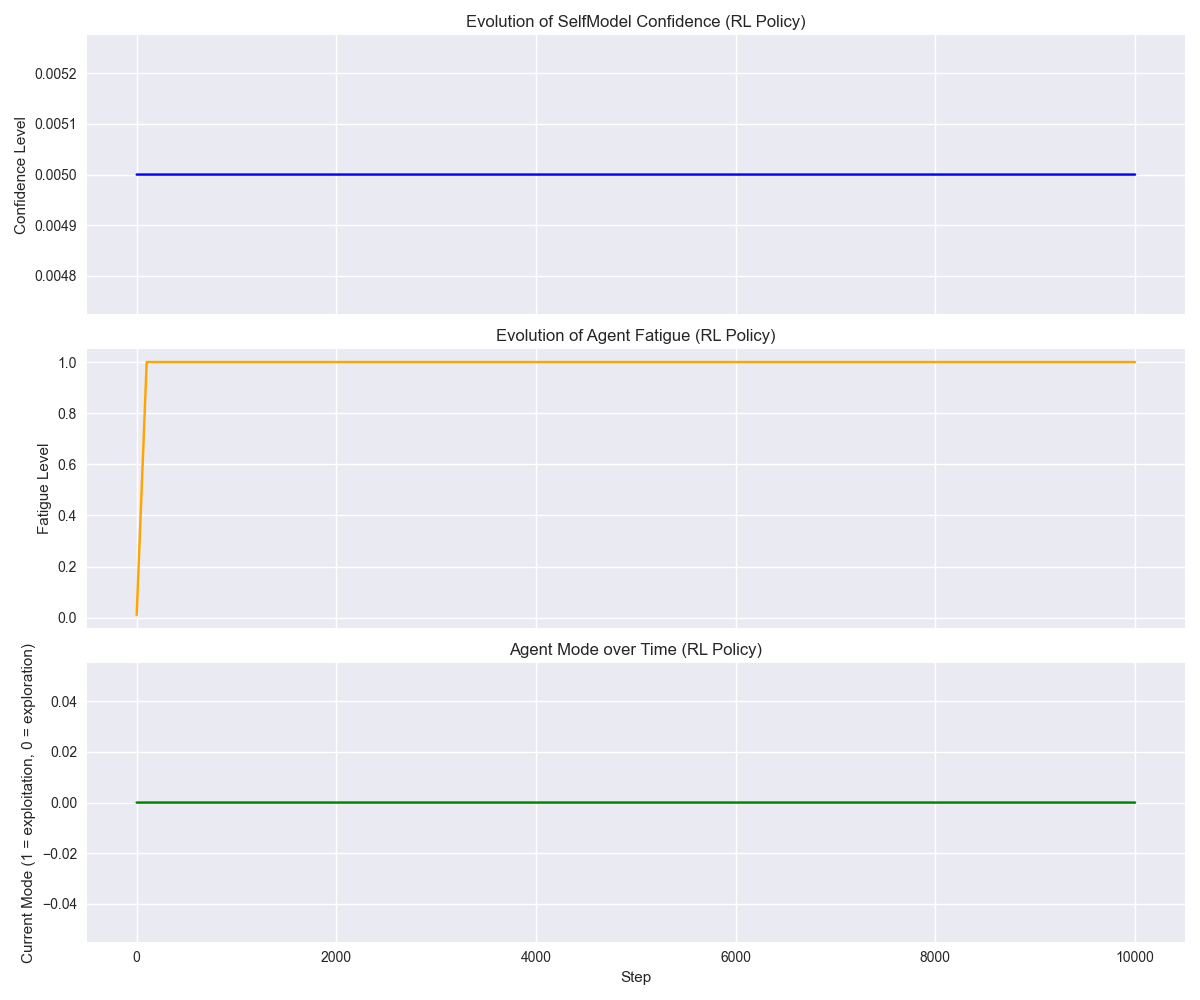 Evolution of SelfModel Confidence (RL Policy)
Confidence Level
0.0052
0.0051
0.0050
0.0049
0.0048
Evolution of Agent Fatigue (RL Policy)
Fatigue Level
1.0
0.8
0.6
0.4
0.2
0.0
Agent Mode over Time (RL Policy)
Current Mode (1 = exploitation, 0 = exploration)
0.04
0.02
0.00
−0.02
−0.04
0 2000 4000 6000 8000 10000
Step